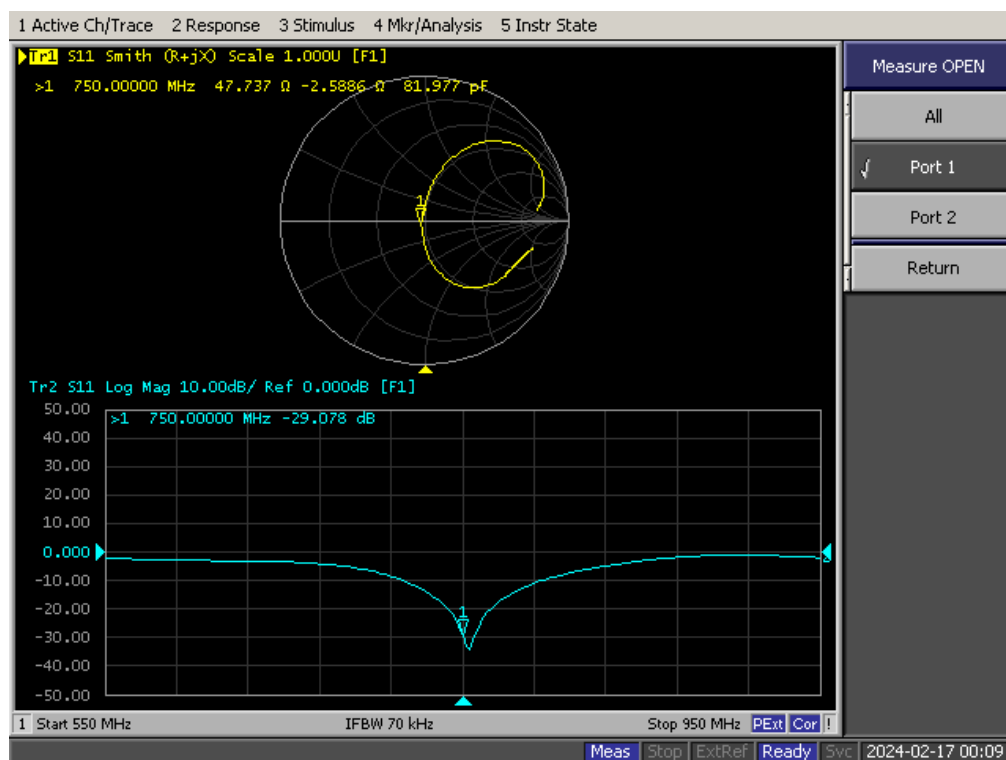 1 Active Ch/Trace 2 Response 3 Stimulus 4 Mkr/Analysis 5 Instr State
Tr1 S11 Smith (R+jX) Scale 1.000U [F1]
>1 750.00000 MHz 47.737 Ω -2.5886 Ω 81.977 pF
1
Tr2 S11 Log Mag 10.00dB/ Ref 0.000dB [F1]
>1 750.00000 MHz -29.078 dB
50.00
40.00
30.00
20.00
10.00
0.000
-10.00
-20.00
1
-30.00
-40.00
-50.00
1 Start 550 MHz IFBW 70 kHz Stop 950 MHz PExt Cor !
Measure OPEN
All
√ Port 1
Port 2
Return
Meas Stop ExtRef Ready Svc 2024-02-17 00:09